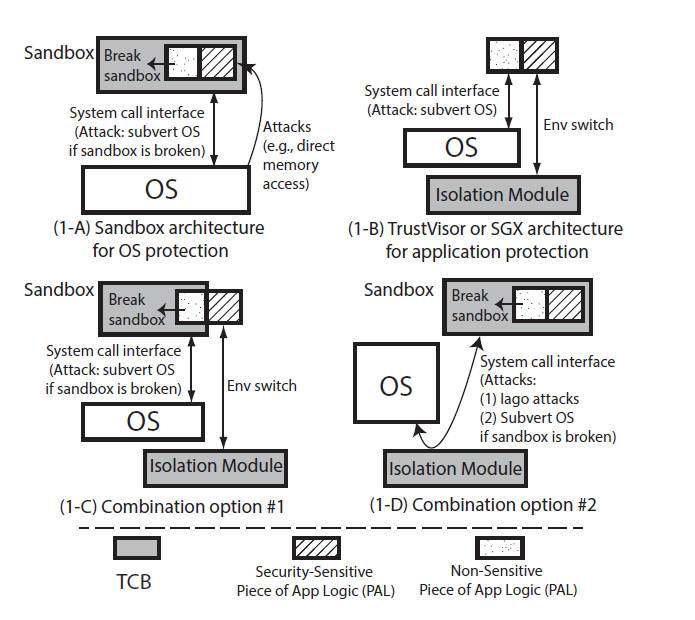 Sandbox
Break
sandbox
System call interface
(Attack: subvert OS
if sandbox is broken)
Attacks
(e.g., direct
memory
access)
OS
(1-A) Sandbox architecture
for OS protection
System call interface
(Attack: subvert OS)
Env switch
OS
Isolation Module
(1-B) TrustVisor or SGX architecture
for application protection
Sandbox
Break
sandbox
System call interface
(Attack: subvert OS
if sandbox is broken)
Env switch
OS
Isolation Module
(1-C) Combination option #1
Sandbox
Break
sandbox
OS
System call interface
(Attacks:
(1) Iago attacks
(2) Subvert OS
if sandbox is broken)
Isolation Module
(1-D) Combination option #2
TCB
Security-Sensitive
Piece of App Logic (PAL)
Non-Sensitive
Piece of App Logic (PAL)